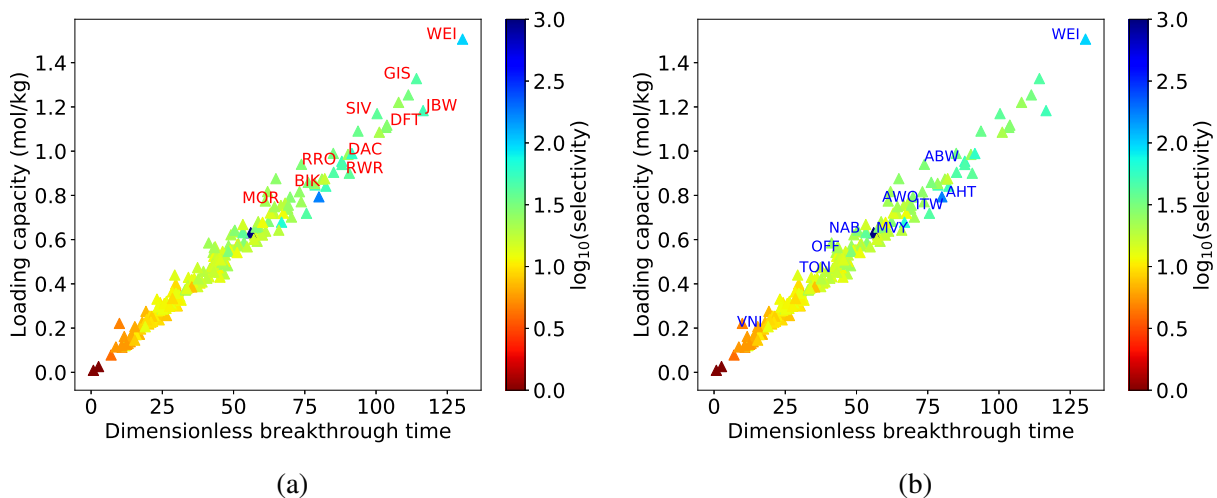 WEI
GIS
SIV
JBW
DFT
RRO
DAC
RWR
BIK
MOR
1.4
1.2
1.0
0.8
0.6
0.4
0.2
0.0
Loading capacity (mol/kg)
0 25 50 75 100 125
Dimensionless breakthrough time
3.0
2.5
2.0
1.5
1.0
0.5
0.0
log10(selectivity)
(a)
WEI
ABW
AWO
AHT
ITW
NAB
MVY
OFF
TON
VNI
1.4
1.2
1.0
0.8
0.6
0.4
0.2
0.0
Loading capacity (mol/kg)
0 25 50 75 100 125
Dimensionless breakthrough time
3.0
2.5
2.0
1.5
1.0
0.5
0.0
log10(selectivity)
(b)